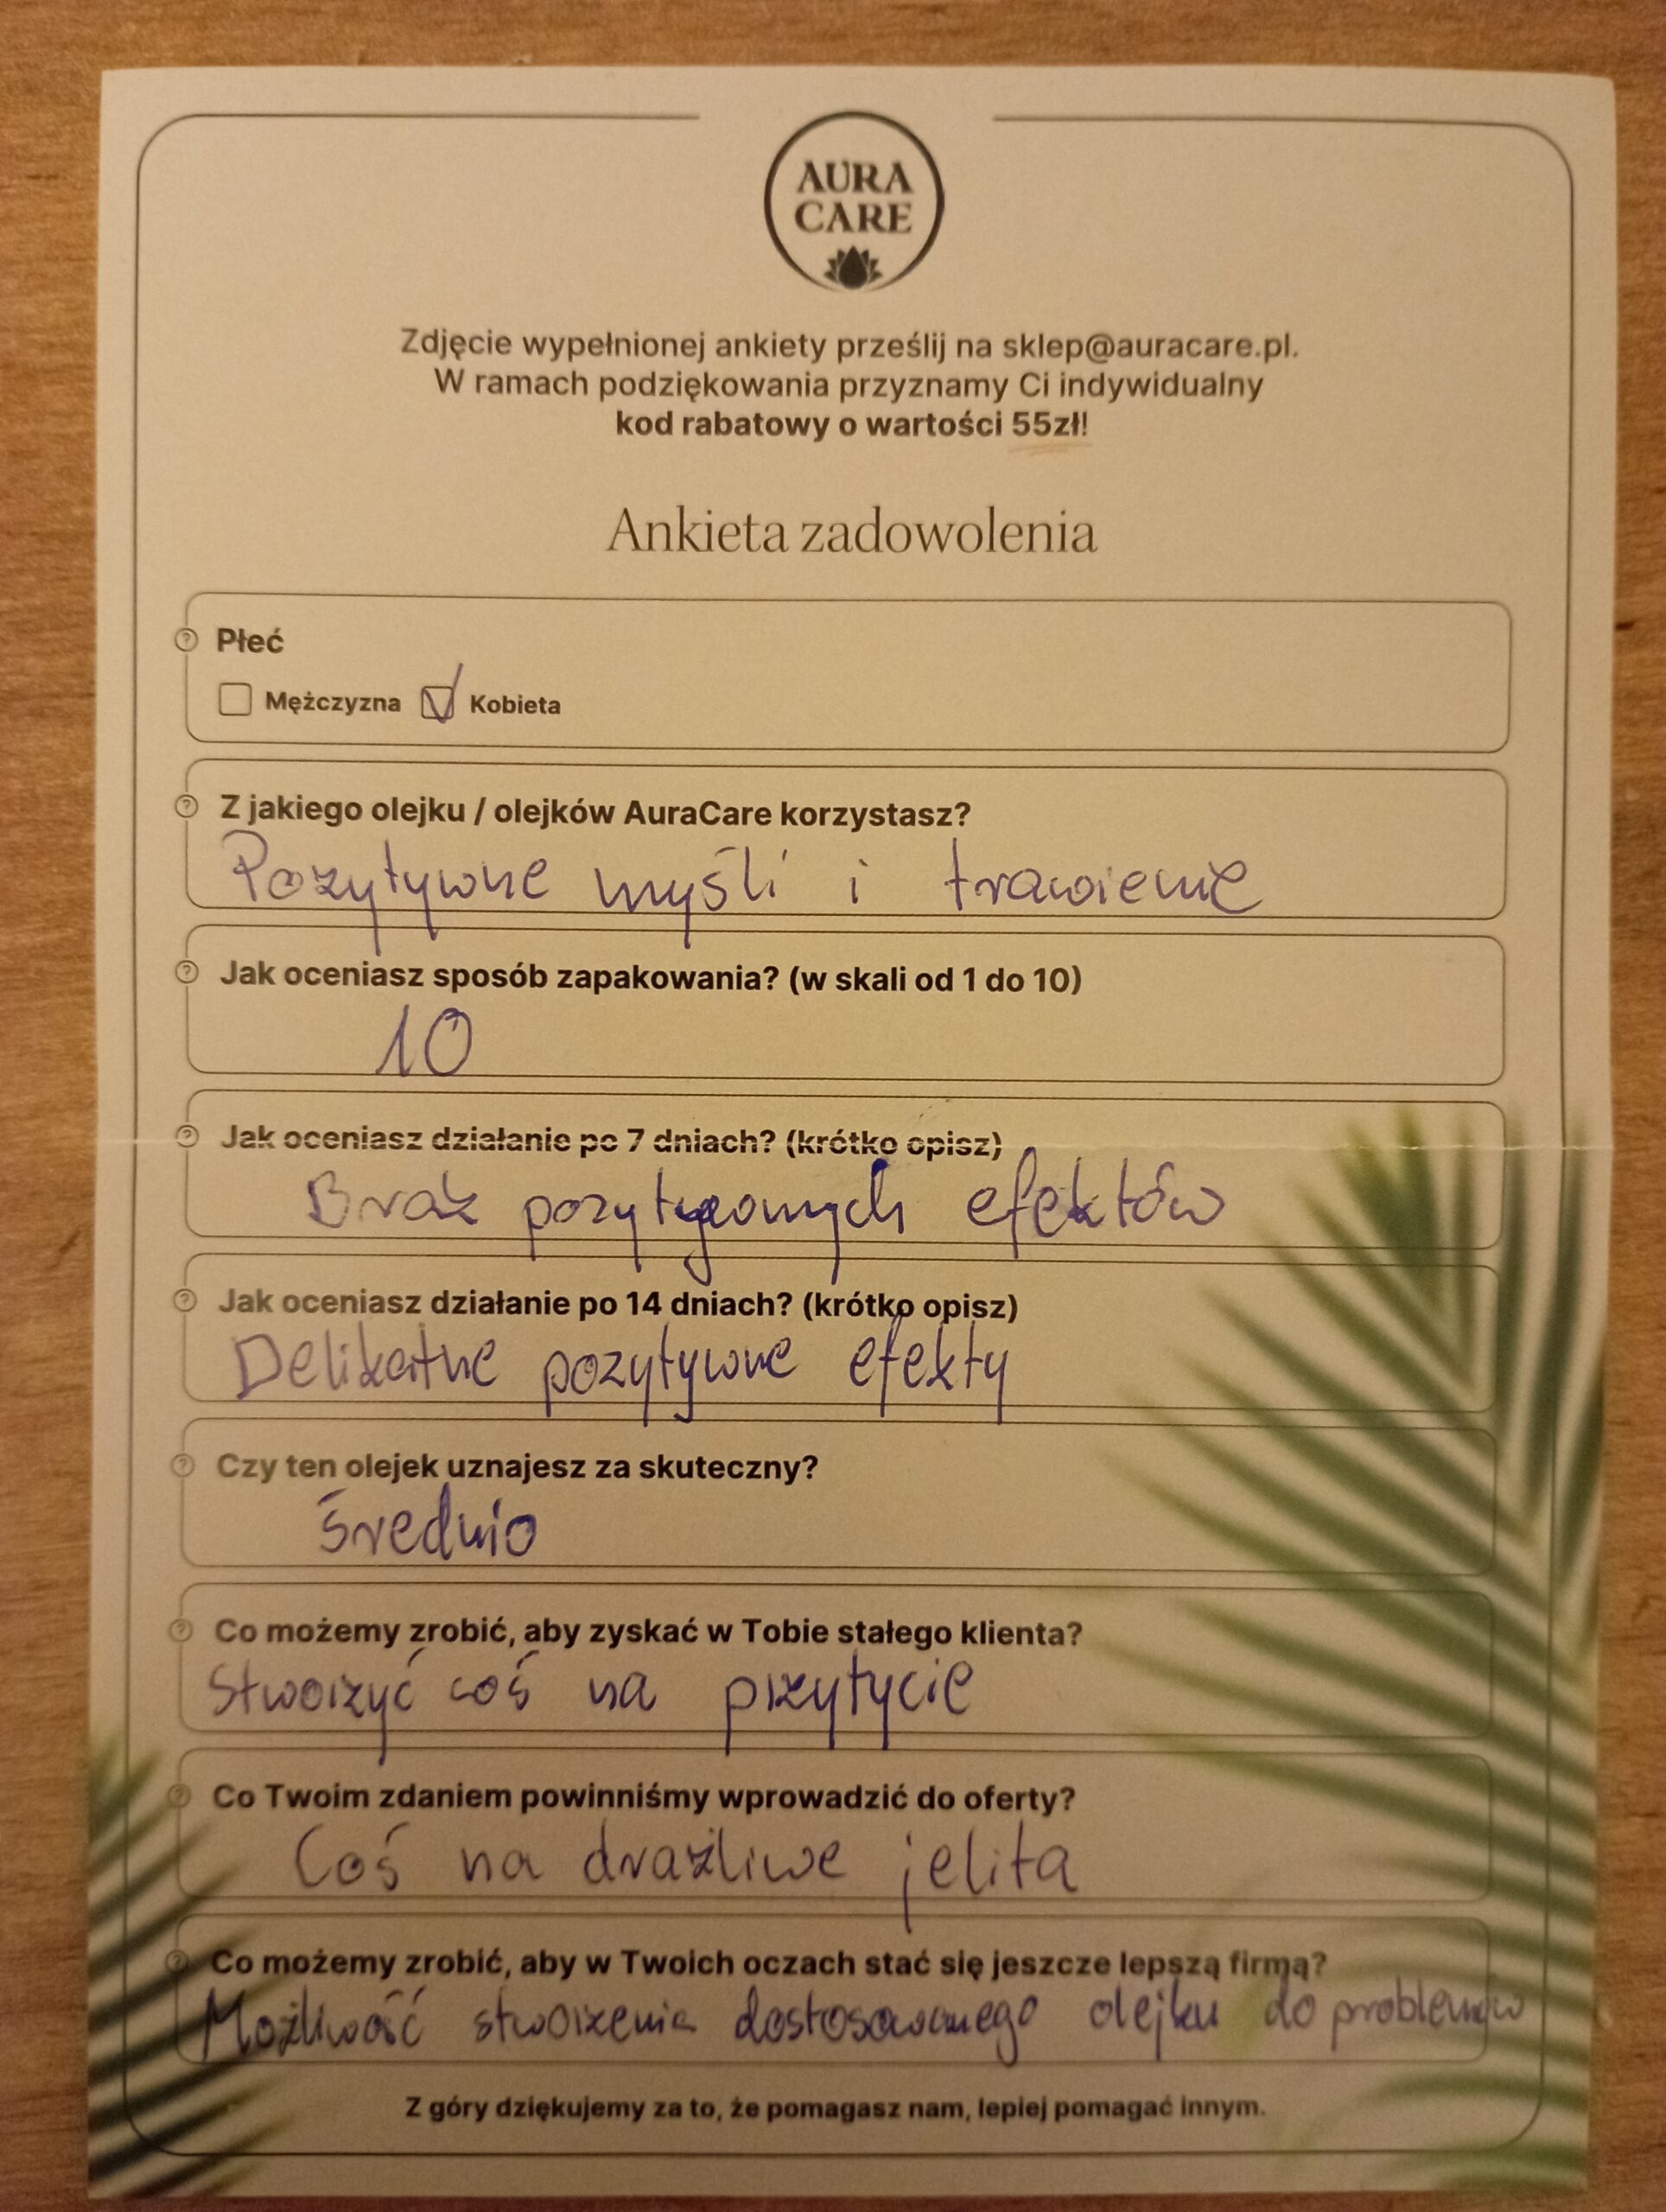 AURA
CARE
Zdjęcie wypełnionej ankiety prześlij na sklep@auracare.pl.
W ramach podziękowania przyznamy Ci indywidualny
kod rabatowy o wartości 55zł!
Ankieta zadowolenia
Płeć
Mężczyzna Kobieta
Z jakiego olejku / olejków AuraCare korzystasz?
Pozytywne myśli i trawienie
Jak oceniasz sposób zapakowania? (w skali od 1 do 10)
10
Jak oceniasz działanie po 7 dniach? (krótko opisz)
Brak pozytywnych efektów
Jak oceniasz działanie po 14 dniach? (krótko opisz)
Delikatne pozytywne efekty
Czy ten olejek uznajesz za skuteczny?
średnio
Co możemy zrobić, aby zyskać w Tobie stałego klienta?
Stworzyć coś na przytycie
Co Twoim zdaniem powinniśmy wprowadzić do oferty?
Coś na drażliwe jelita
Co możemy zrobić, aby w Twoich oczach stać się jeszcze lepszą firmą?
Możliwość stworzenia dostosowanego olejku do problemów
Z góry dziękujemy za to, że pomagasz nam, lepiej pomagać innym.